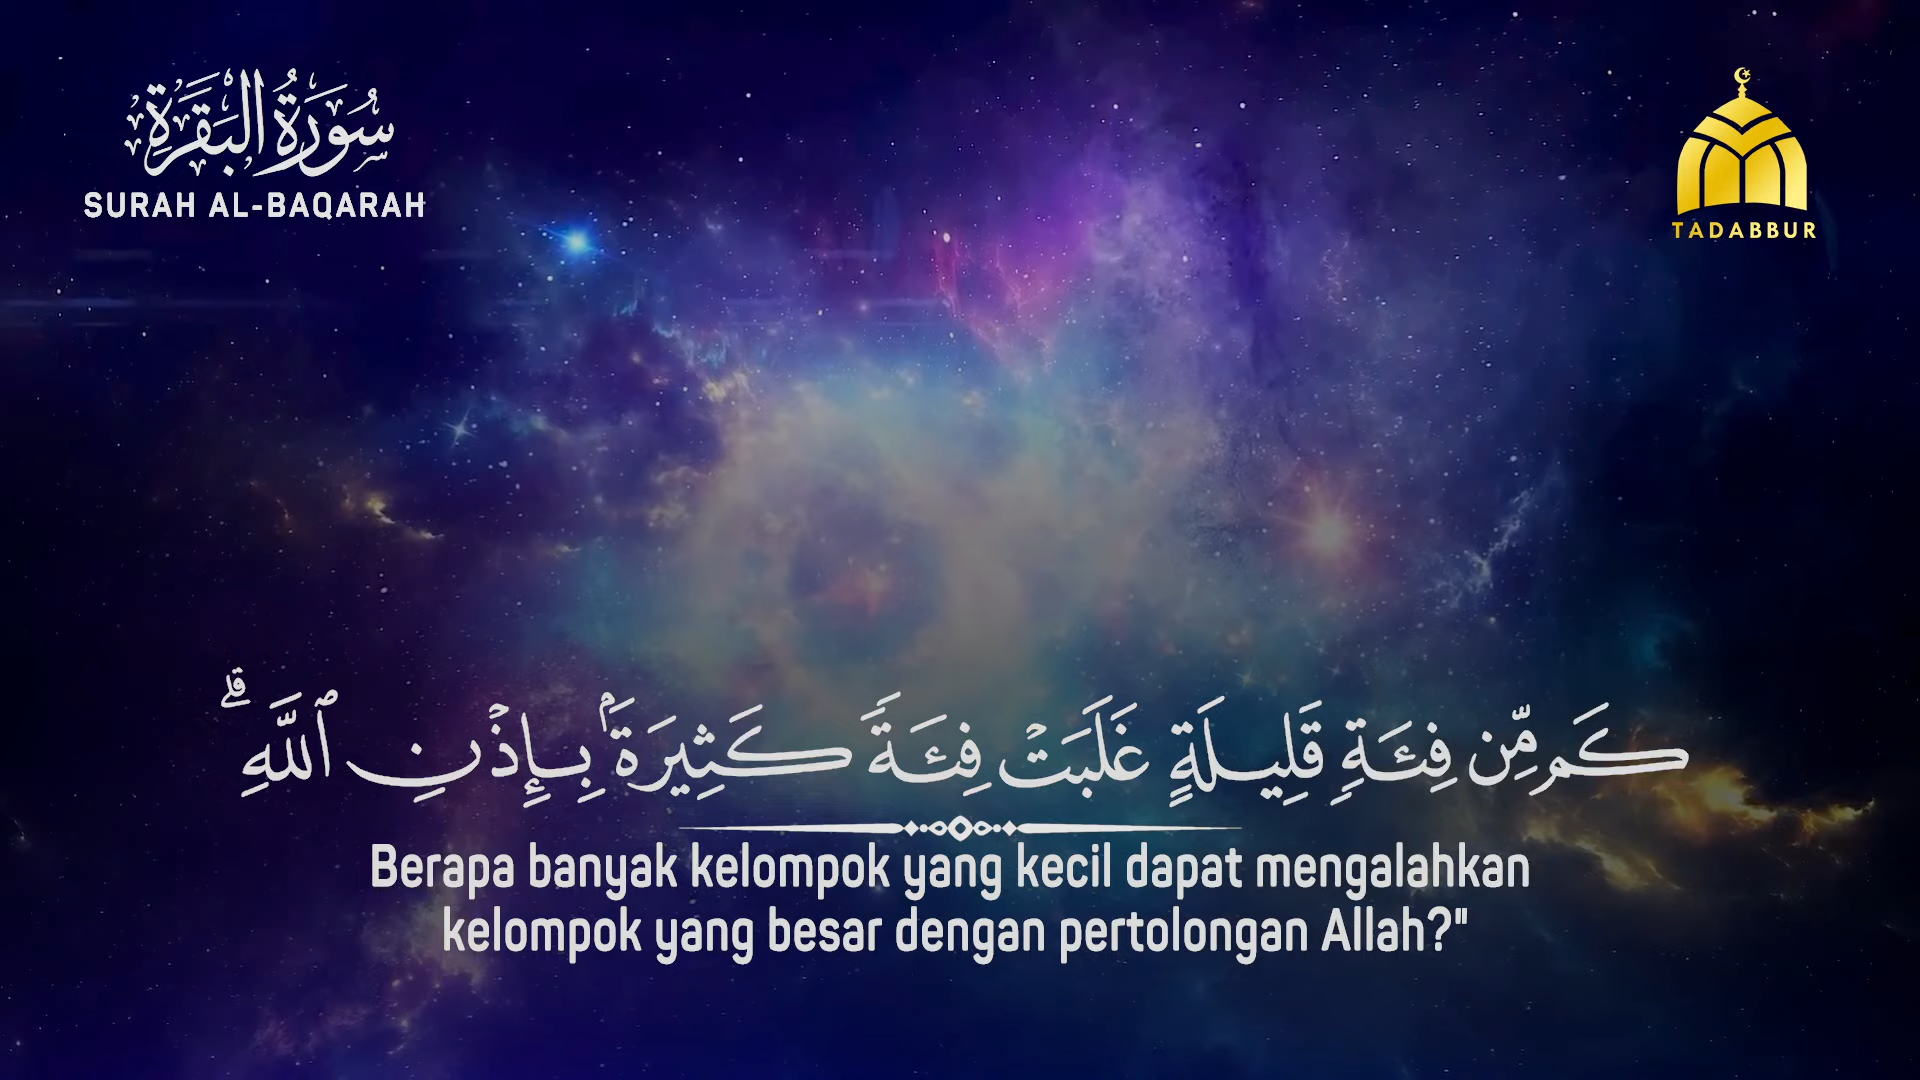 سُورَةُ الْبَقَرَةِ
SURAH AL-BAQARAH
TADABBUR
كَم مِّن فِئَةٍ قَلِيلَةٍ غَلَبَتْ فِئَةً كَثِيرَةًۢ بِإِذْنِ ٱللَّهِ ۗ
Berapa banyak kelompok yang kecil dapat mengalahkan
kelompok yang besar dengan pertolongan Allah?"